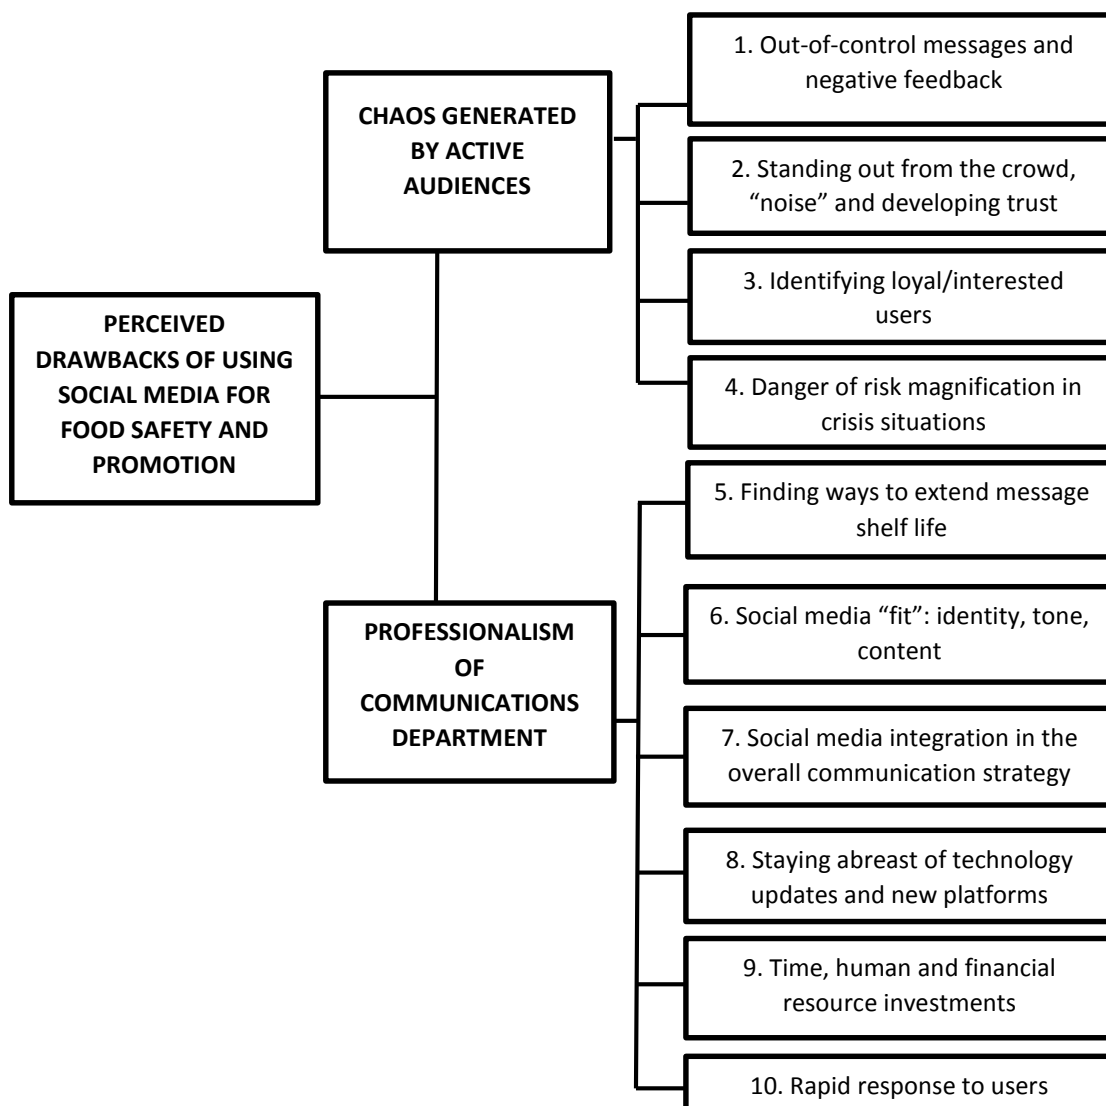 PERCEIVED
DRAWBACKS OF USING
SOCIAL MEDIA FOR
FOOD SAFETY AND
PROMOTION
CHAOS GENERATED
BY ACTIVE
AUDIENCES
1. Out-of-control messages and
negative feedback
2. Standing out from the crowd,
“noise” and developing trust
3. Identifying loyal/interested
users
4. Danger of risk magnification in
crisis situations
PROFESSIONALISM
OF
COMMUNICATIONS
DEPARTMENT
5. Finding ways to extend message
shelf life
6. Social media “fit”: identity, tone,
content
7. Social media integration in the
overall communication strategy
8. Staying abreast of technology
updates and new platforms
9. Time, human and financial
resource investments
10. Rapid response to users